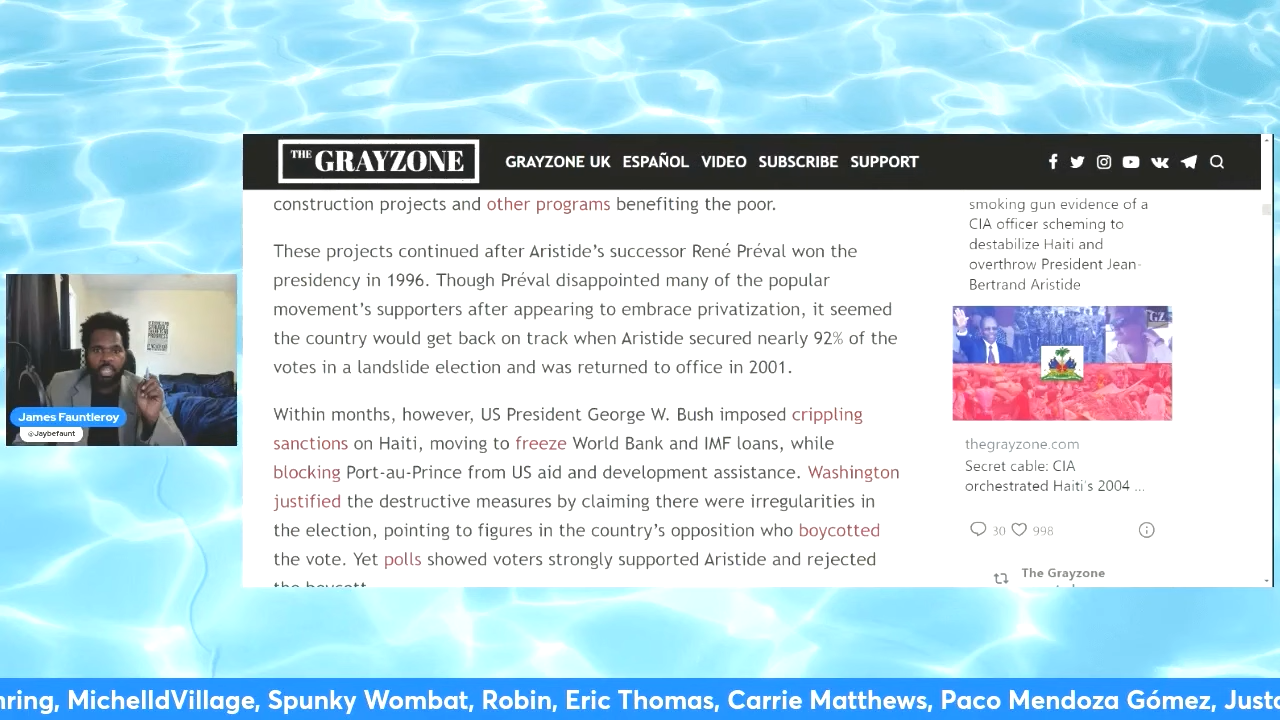 THE GRAYZONE
GRAYZONE UK ESPAÑOL VIDEO SUBSCRIBE SUPPORT
construction projects and other programs benefiting the poor.
These projects continued after Aristide’s successor René Préval won the
presidency in 1996. Though Préval disappointed many of the popular
movement’s supporters after appearing to embrace privatization, it seemed
the country would get back on track when Aristide secured nearly 92% of the
votes in a landslide election and was returned to office in 2001.
Within months, however, US President George W. Bush imposed crippling
sanctions on Haiti, moving to freeze World Bank and IMF loans, while
blocking Port-au-Prince from US aid and development assistance. Washington
justified the destructive measures by claiming there were irregularities in
the election, pointing to figures in the country’s opposition who boycotted
the vote. Yet polls showed voters strongly supported Aristide and rejected
the boycott.
smoking gun evidence of a
CIA officer scheming to
destabilize Haiti and
overthrow President Jean-
Bertrand Aristide
GZ
thegrayzone.com
Secret cable: CIA
orchestrated Haiti's 2004 ...
30 998
The Grayzone
James Fauntleroy
@Jaybefaunt
nring, MichelldVillage, Spunky Wombat, Robin, Eric Thomas, Carrie Matthews, Paco Mendoza Gómez, Justo